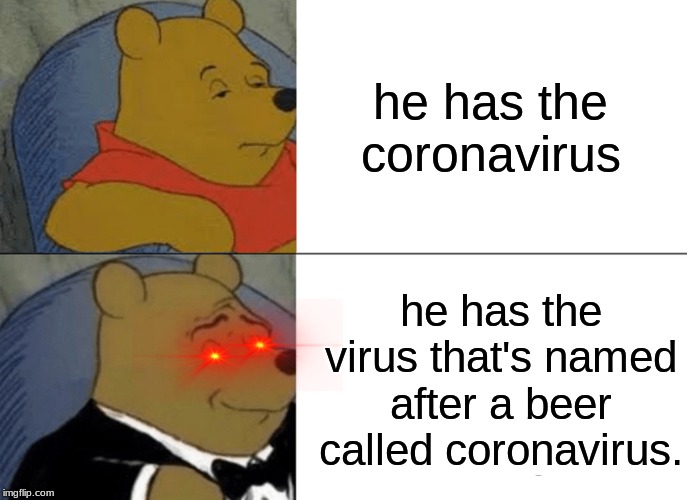 he has the
coronavirus
he has the
virus that's named
after a beer
called coronavirus.
imgflip.com